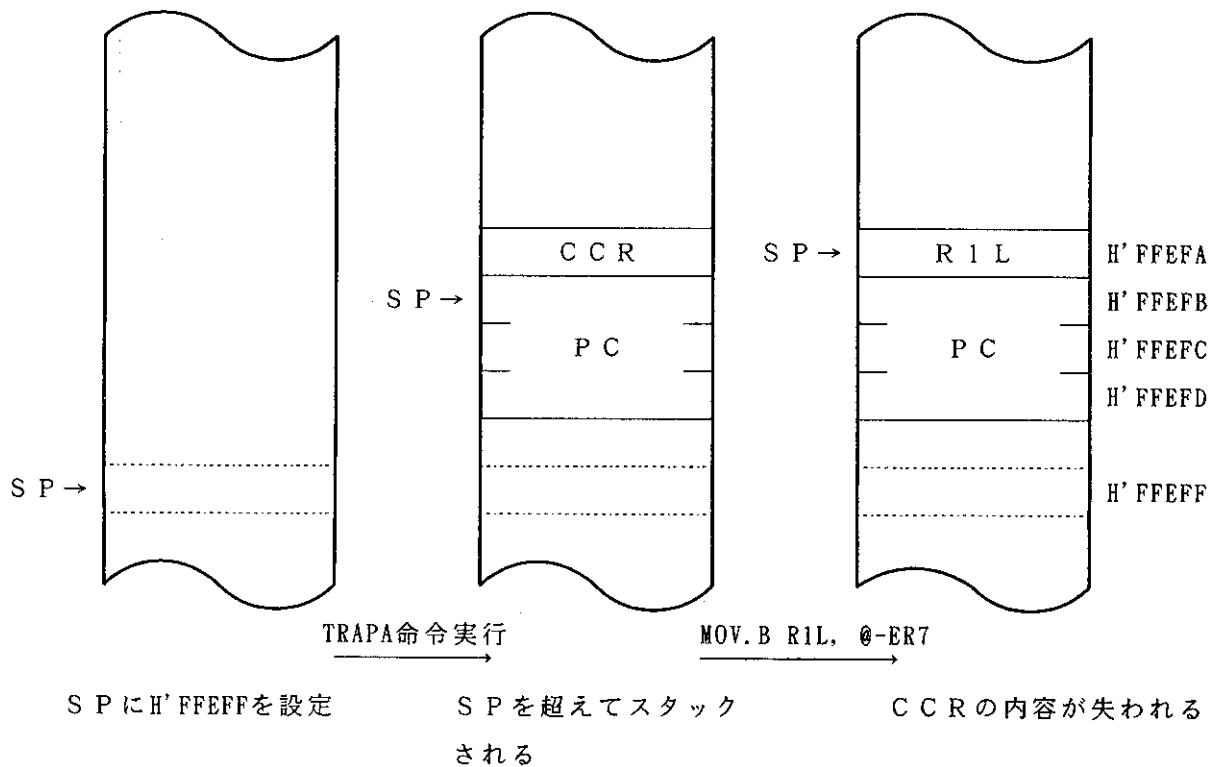 CCR
SP→
PC
SP→
SP→
R1L
PC
H'FFEFA
H'FFEFB
H'FFEFC
H'FFEFD
H'FFEFF
TRAPA命令実行
MOV.B R1L, @-ER7
SPにH'FFEFFを設定
SPを超えてスタック
される
CCRの内容が失われる